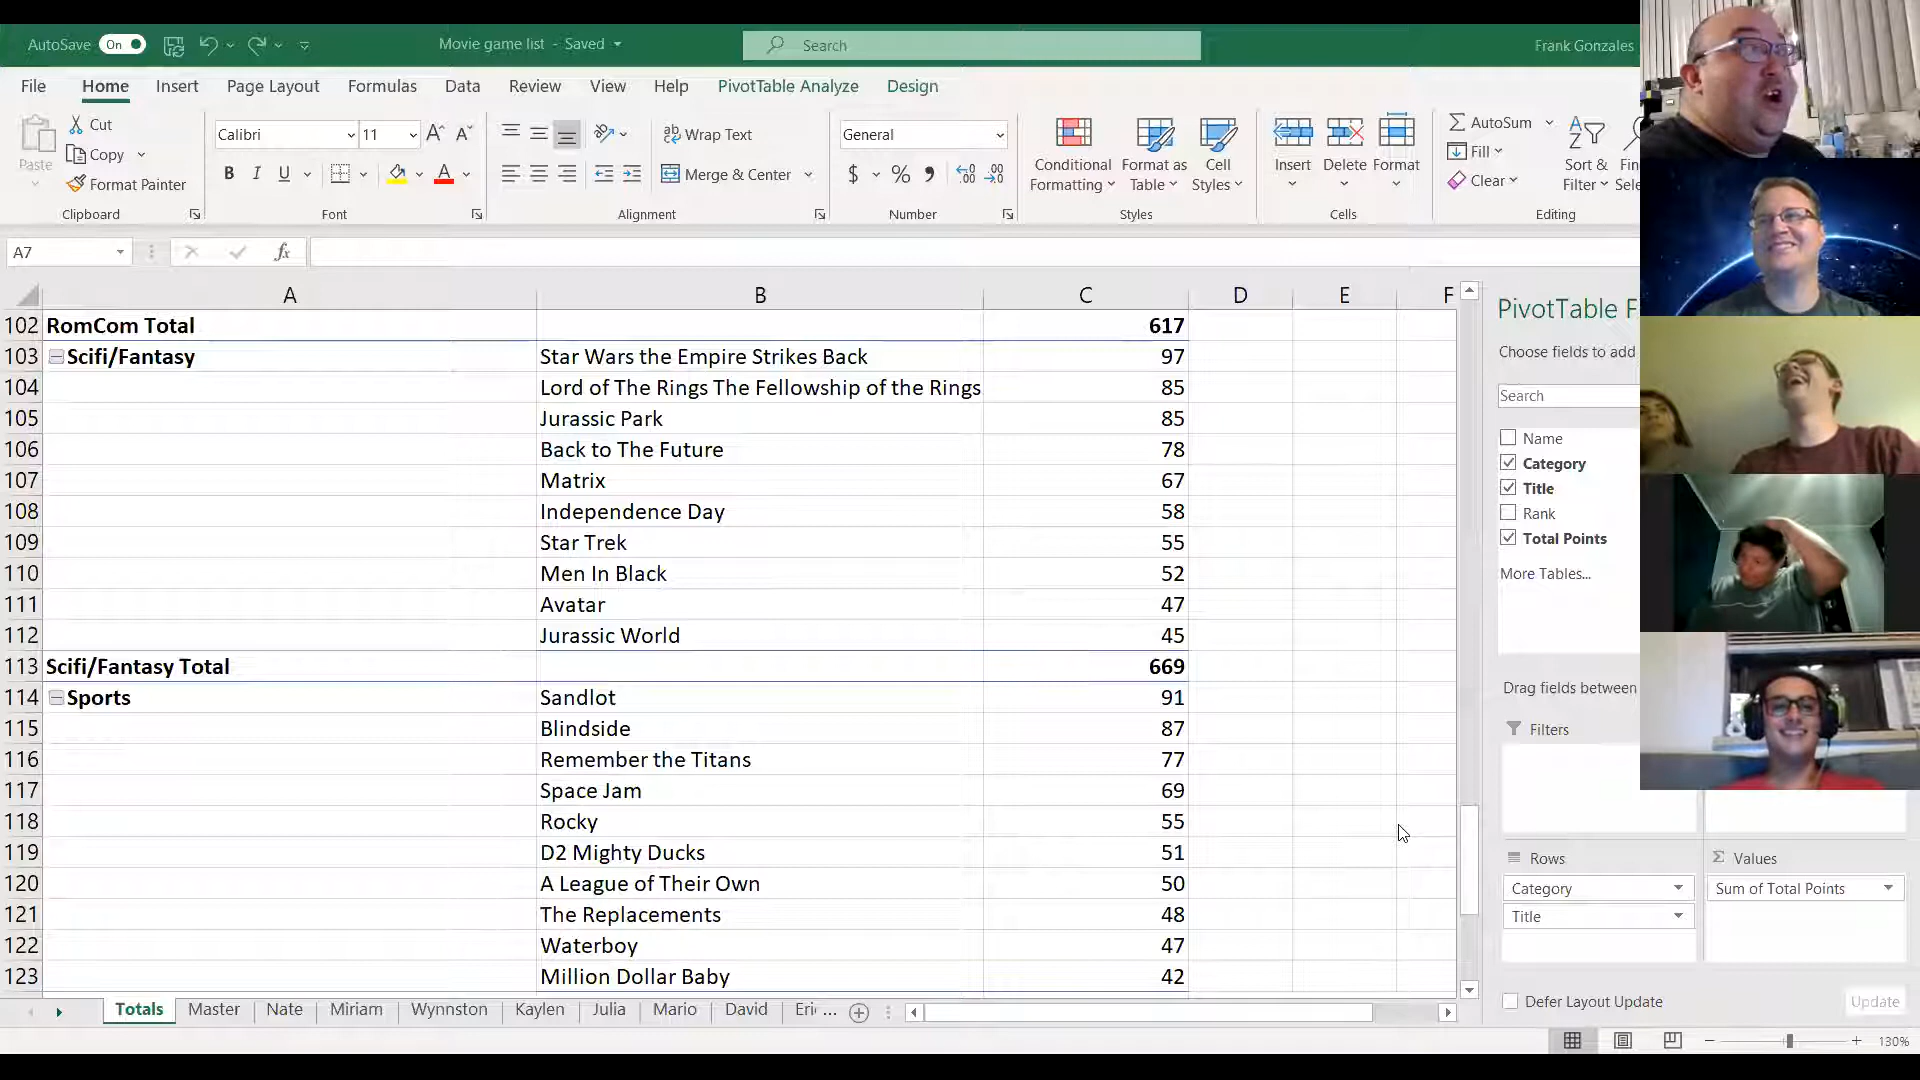 AutoSave On Movie game list - Saved Search Frank Gonzales
File Home Insert Page Layout Formulas Data Review View Help PivotTable Analyze Design
Paste
Cut
Copy
Format Painter
Clipboard
Calibri 11
B I U
Font
Wrap Text
Merge & Center
Alignment
General
$ % 9
Number
Conditional Formatting
Format as Table
Cell Styles
Styles
Insert Delete Format
Cells
AutoSum
Fill
Clear
Sort & Filter
Editing
A7 fx
A B C D E F
102 RomCom Total 617
103 Scifi/Fantasy Star Wars the Empire Strikes Back 97
104 Lord of The Rings The Fellowship of the Rings 85
105 Jurassic Park 85
106 Back to The Future 78
107 Matrix 67
108 Independence Day 58
109 Star Trek 55
110 Men In Black 52
111 Avatar 47
112 Jurassic World 45
113 Scifi/Fantasy Total 669
114 Sports Sandlot 91
115 Blindside 87
116 Remember the Titans 77
117 Space Jam 69
118 Rocky 55
119 D2 Mighty Ducks 51
120 A League of Their Own 50
121 The Replacements 48
122 Waterboy 47
123 Million Dollar Baby 42
PivotTable F
Choose fields to add
Search
Name
Category
Title
Rank
Total Points
More Tables...
Drag fields between
Filters
Rows
Category
Title
Σ Values
Sum of Total Points
Defer Layout Update Update
Totals Master Nate Miriam Wynnston Kaylen Julia Mario David Eric ...
130%